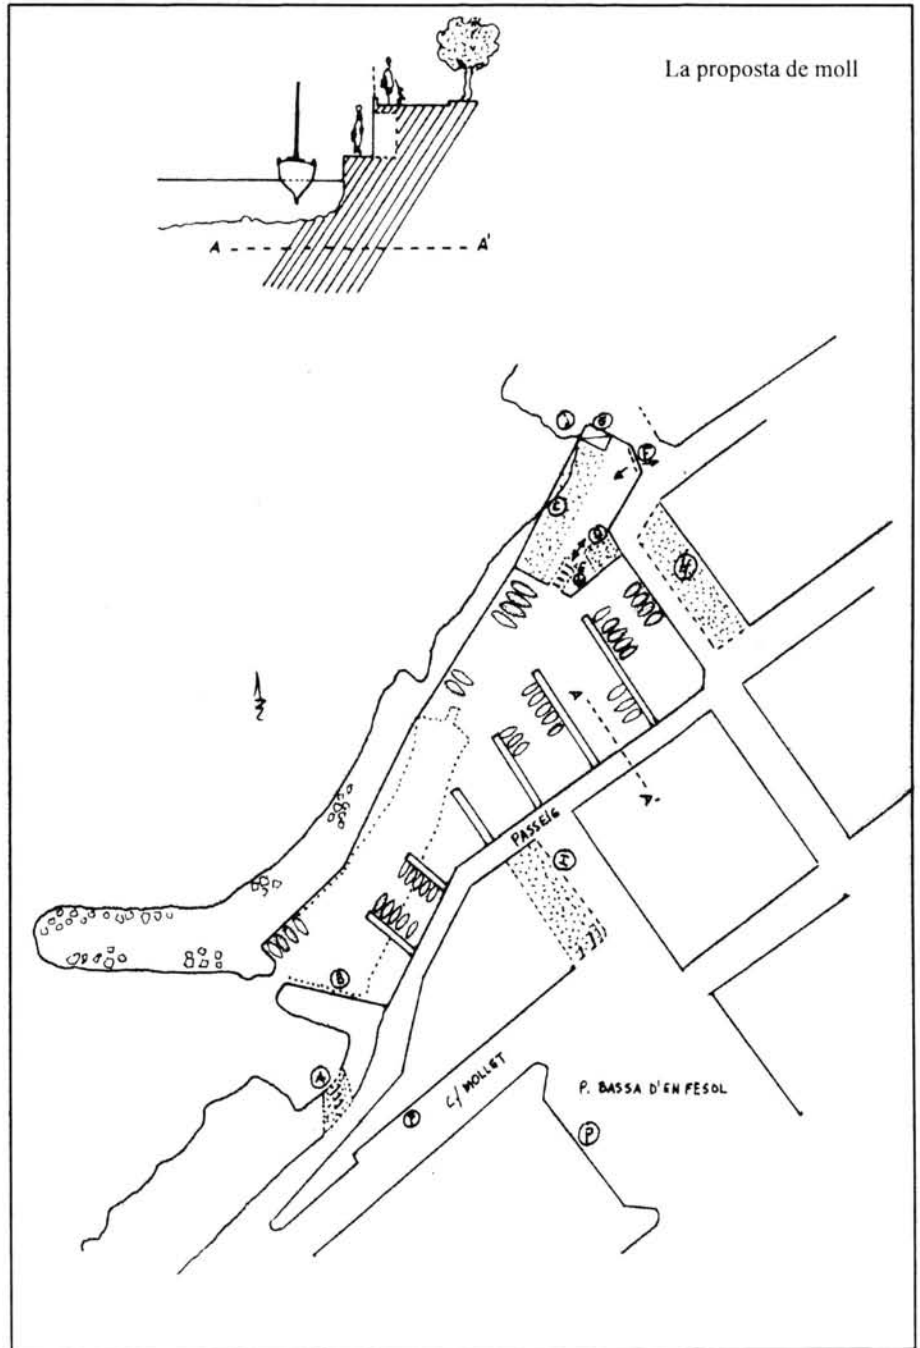 La proposta de moll
A
A'
J
G
F
C
D
E
H
A
A'
PASSEIG
I
B
A
C/ MOLLET
P
P. BASSA D'EN FESOL
P